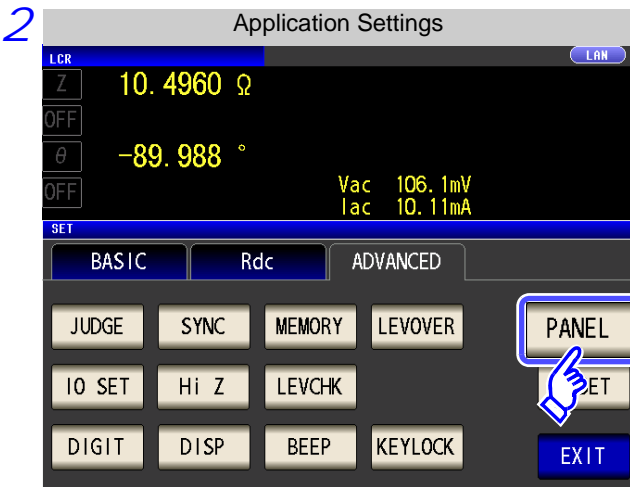 2
Application Settings
LCR LAN
Z 10.4960 Ω
OFF
θ -89.988 °
OFF
Vac 106.1mV
Iac 10.11mA
SET
BASIC Rdc ADVANCED
JUDGE SYNC MEMORY LEVOVER PANEL
IO SET Hi Z LEVCHK
DIGIT DISP BEEP KEYLOCK EXIT